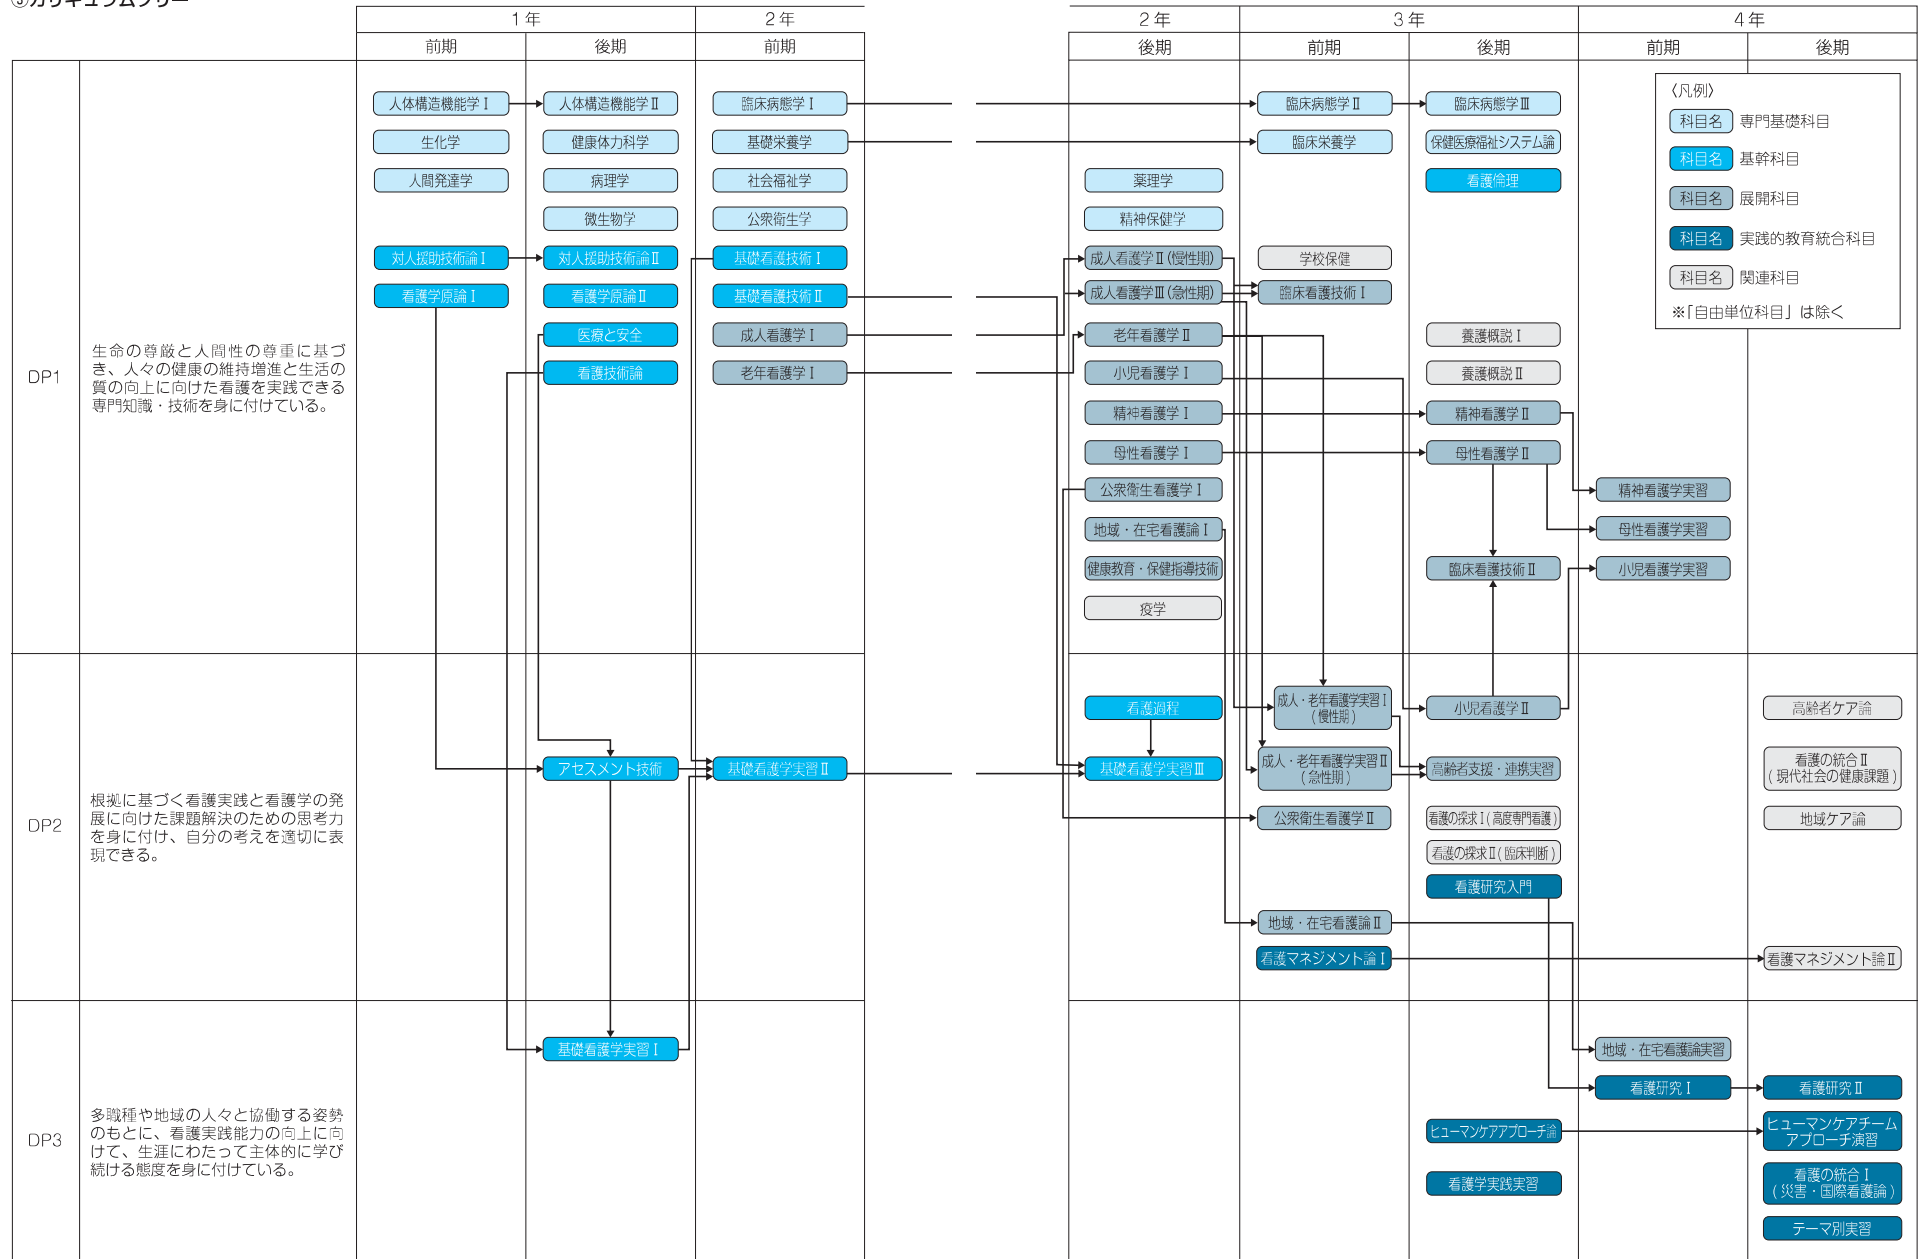 ③カリキュラムツリー
1年
2年
2年
3年
4年
前期
後期
前期
後期
前期
後期
前期
後期
〈凡例〉
科目名 専門基礎科目
科目名 基幹科目
科目名 展開科目
科目名 実践的教育統合科目
科目名 関連科目
※「自由単位科目」は除く
DP1
生命の尊厳と人間性の尊重に基づ
き、人々の健康の維持増進と生活の
質の向上に向けた看護を実践できる
専門知識・技術を身に付けている。
人体構造機能学Ⅰ
生化学
人間発達学
対人援助技術論Ⅰ
看護学原論Ⅰ
人体構造機能学Ⅱ
健康体力科学
病理学
微生物学
対人援助技術論Ⅱ
看護学原論Ⅱ
医療と安全
看護技術論
臨床病態学Ⅰ
基礎栄養学
社会福祉学
公衆衛生学
基礎看護技術Ⅰ
基礎看護技術Ⅱ
成人看護学Ⅰ
老年看護学Ⅰ
薬理学
精神保健学
成人看護学Ⅱ(慢性期)
成人看護学Ⅲ(急性期)
老年看護学Ⅱ
小児看護学Ⅰ
精神看護学Ⅰ
母性看護学Ⅰ
公衆衛生看護学Ⅰ
地域・在宅看護論Ⅰ
健康教育・保健指導技術
疫学
臨床病態学Ⅱ
臨床栄養学
学校保健
臨床看護技術Ⅰ
臨床病態学Ⅲ
保健医療福祉システム論
看護倫理
養護概説Ⅰ
養護概説Ⅱ
精神看護学Ⅱ
母性看護学Ⅱ
臨床看護技術Ⅱ
精神看護学実習
母性看護学実習
小児看護学実習
DP2
根拠に基づく看護実践と看護学の発
展に向けた課題解決のための思考力
を身に付け、自分の考えを適切に表
現できる。
アセスメント技術
基礎看護学実習Ⅱ
看護過程
基礎看護学実習Ⅲ
成人・老年看護学実習Ⅰ
(慢性期)
成人・老年看護学実習Ⅱ
(急性期)
公衆衛生看護学Ⅱ
地域・在宅看護論Ⅱ
看護マネジメント論Ⅰ
小児看護学Ⅱ
高齢者支援・連携実習
看護の探求Ⅰ(高度専門看護)
看護の探求Ⅱ(臨床判断)
看護研究入門
高齢者ケア論
看護の統合Ⅱ
(現代社会の健康課題)
地域ケア論
看護マネジメント論Ⅱ
DP3
多職種や地域の人々と協働する姿勢
のもとに、看護実践能力の向上に向
けて、生涯にわたって主体的に学び
続ける態度を身に付けている。
基礎看護学実習Ⅰ
ヒューマンケアアプローチ論
看護学実践実習
地域・在宅看護論実習
看護研究Ⅰ
看護研究Ⅱ
ヒューマンケアチーム
アプローチ演習
看護の統合Ⅰ
(災害・国際看護論)
テーマ別実習